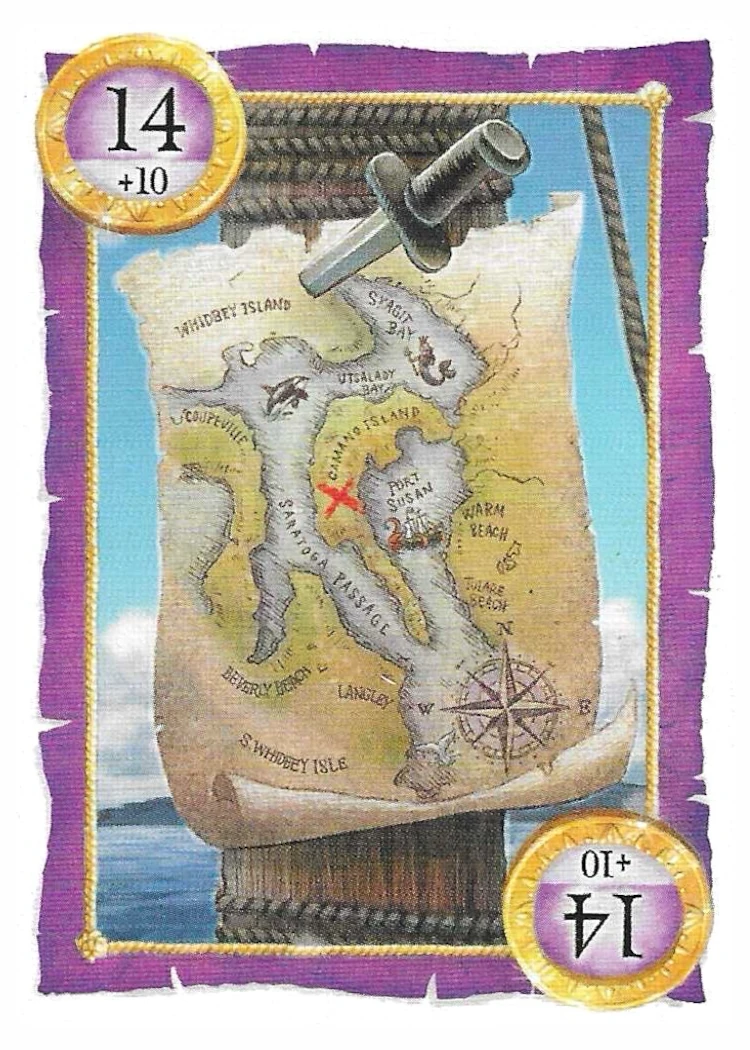 14
+10
WHIDBEY ISLAND
SKAGIT
BAY
UTSALADY
BAY
COUPEVILLE
CAMANO ISLAND
PORT
SUSAN
SARATOGA PASSAGE
WARM
BEACH
TULARE
BEACH
N
W
E
BEVERLY BEACH
LANGLEY
S. WHIDBEY ISLE
+10
14